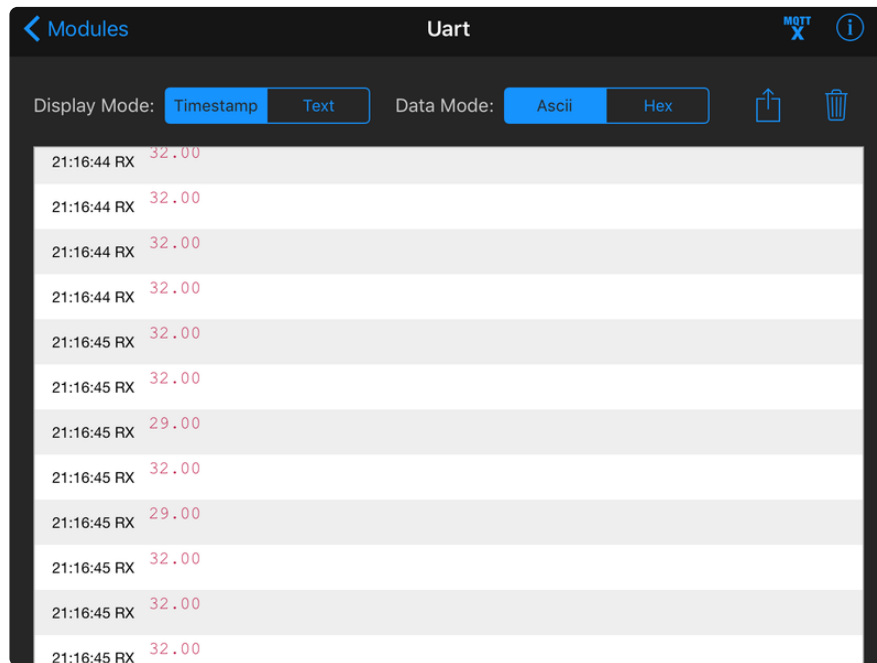 Modules Uart MQTT X i
Display Mode: Timestamp Text Data Mode: Ascii Hex
21:16:44 RX 32.00
21:16:44 RX 32.00
21:16:44 RX 32.00
21:16:44 RX 32.00
21:16:45 RX 32.00
21:16:45 RX 32.00
21:16:45 RX 29.00
21:16:45 RX 32.00
21:16:45 RX 29.00
21:16:45 RX 32.00
21:16:45 RX 32.00
21:16:45 RX 32.00